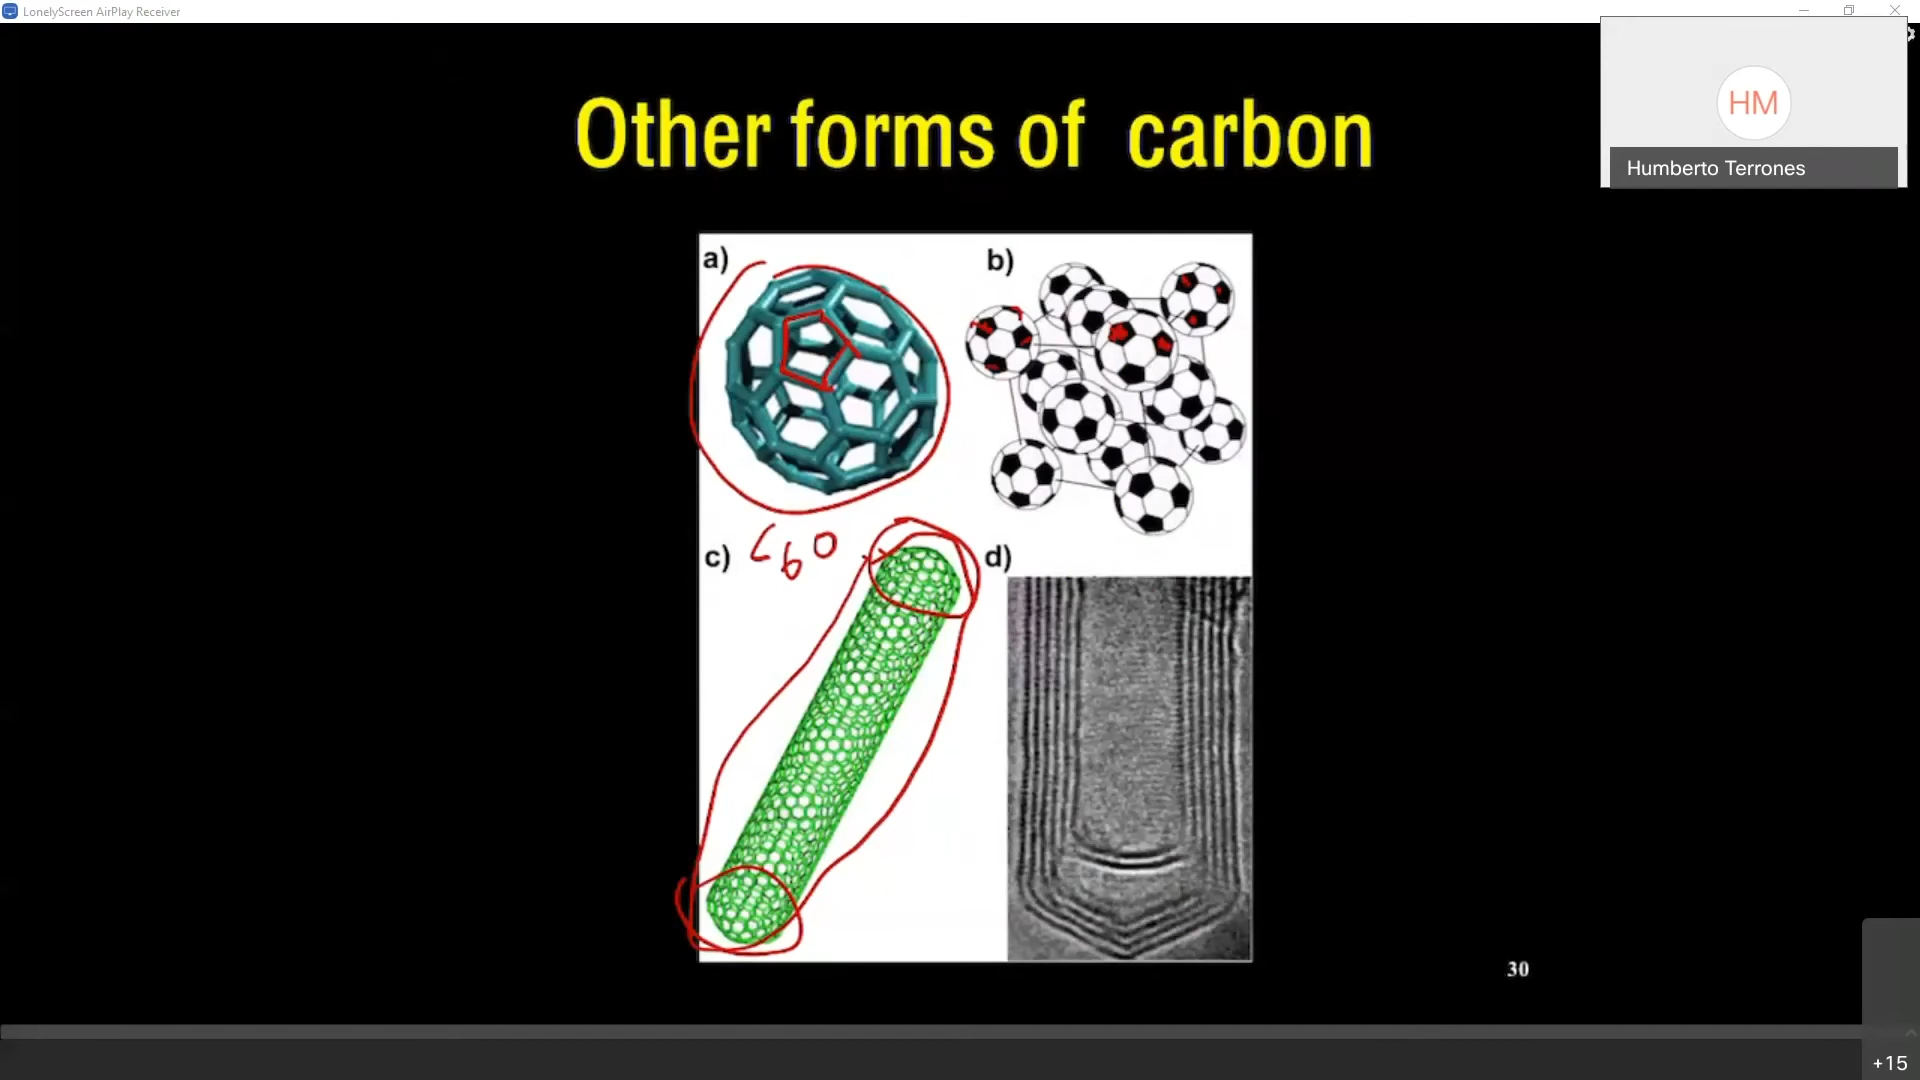 LonelyScreen AirPlay Receiver
HM
Humberto Terrones
Other forms of carbon
a)
b)
C60
c)
d)
30
+15